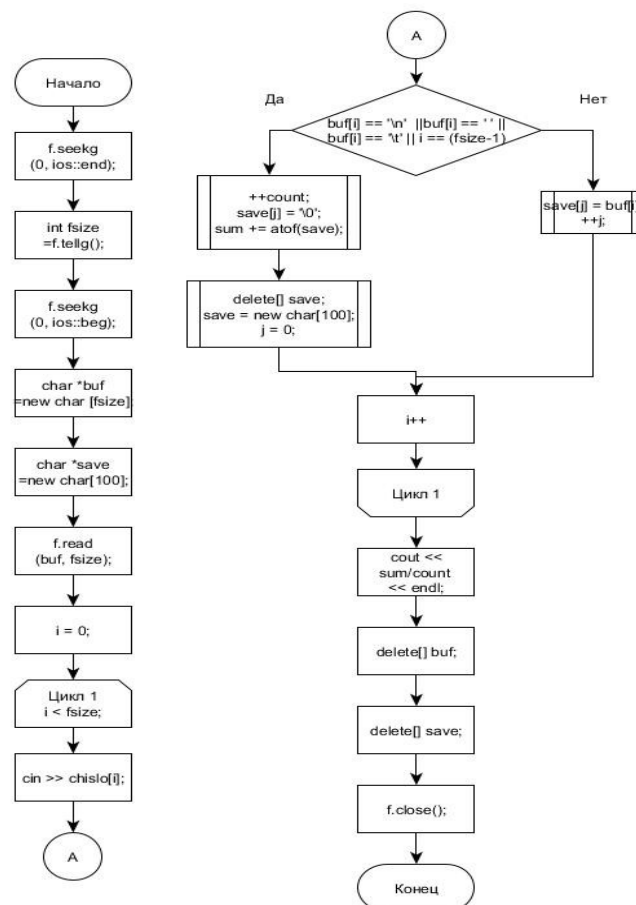 Начало
f.seekg
(0, ios::end);
int fsize
=f.tellg();
f.seekg
(0, ios::beg);
char *buf
=new char [fsize];
char *save
=new char[100];
f.read
(buf, fsize);
i = 0;
Цикл 1
i < fsize;
cin >> chislo[i];
A
A
Да
Нет
buf[i] == '\n' ||buf[i] == ' ' ||
buf[i] == '\t' || i == (fsize-1)
++count;
save[j] = '\0';
sum += atof(save);
save[j] = buf[i]
++j;
delete[] save;
save = new char[100];
j = 0;
i++
Цикл 1
cout <<
sum/count
<< endl;
delete[] buf;
delete[] save;
f.close();
Конец